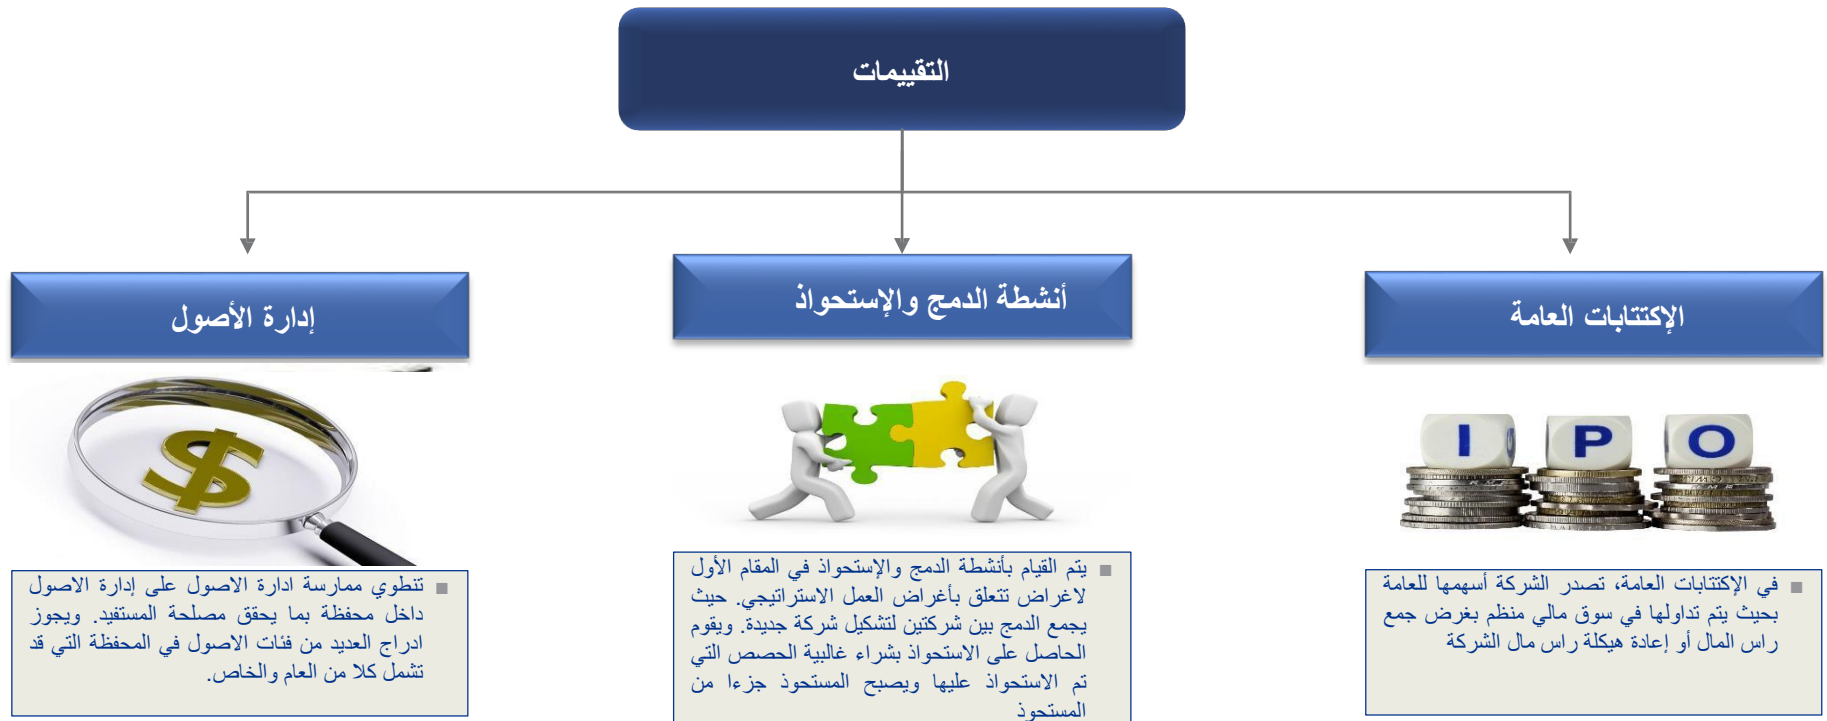 التقييمات
الإكتتابات العامة
أنشطة الدمج والإستحواذ
إدارة الأصول
I P O
$
في الإكتتابات العامة، تصدر الشركة أسهمها للعامة
بحيث يتم تداولها في سوق مالي منظم بغرض جمع
راس المال أو إعادة هيكلة راس مال الشركة
يتم القيام بأنشطة الدمج والإستحواذ في المقام الأول
لاغراض تتعلق بأغراض العمل الاستراتيجي. حيث
يجمع الدمج بين شركتين لتشكيل شركة جديدة. ويقوم
الحاصل على الاستحواذ بشراء غالبية الحصص التي
تم الاستحواذ عليها ويصبح المستحوذ جزءا من
المستحوذ
تنطوي ممارسة ادارة الاصول على إدارة الاصول
داخل محفظة بما يحقق مصلحة المستفيد. ويجوز
ادراج العديد من فئات الاصول في المحفظة التي قد
تشمل كلا من العام والخاص.